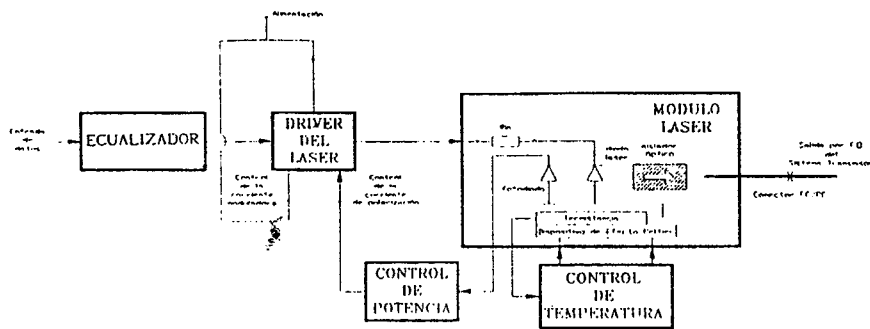 Alimentación
Entrada
de
datos
ECUALIZADOR
DRIVER
DEL
LASER
Control
de la
corriente
moduladora
Control
de la
corriente
de polarización
MODULO
LASER
Rin
diodo
laser
aislador
óptico
Fotodiodo
Termistancia
Dispositivo de Efecto Peltier
Salida por F.O
del
Sistema Transmisor
Conector FC/PC
CONTROL
DE
POTENCIA
CONTROL
DE
TEMPERATURA